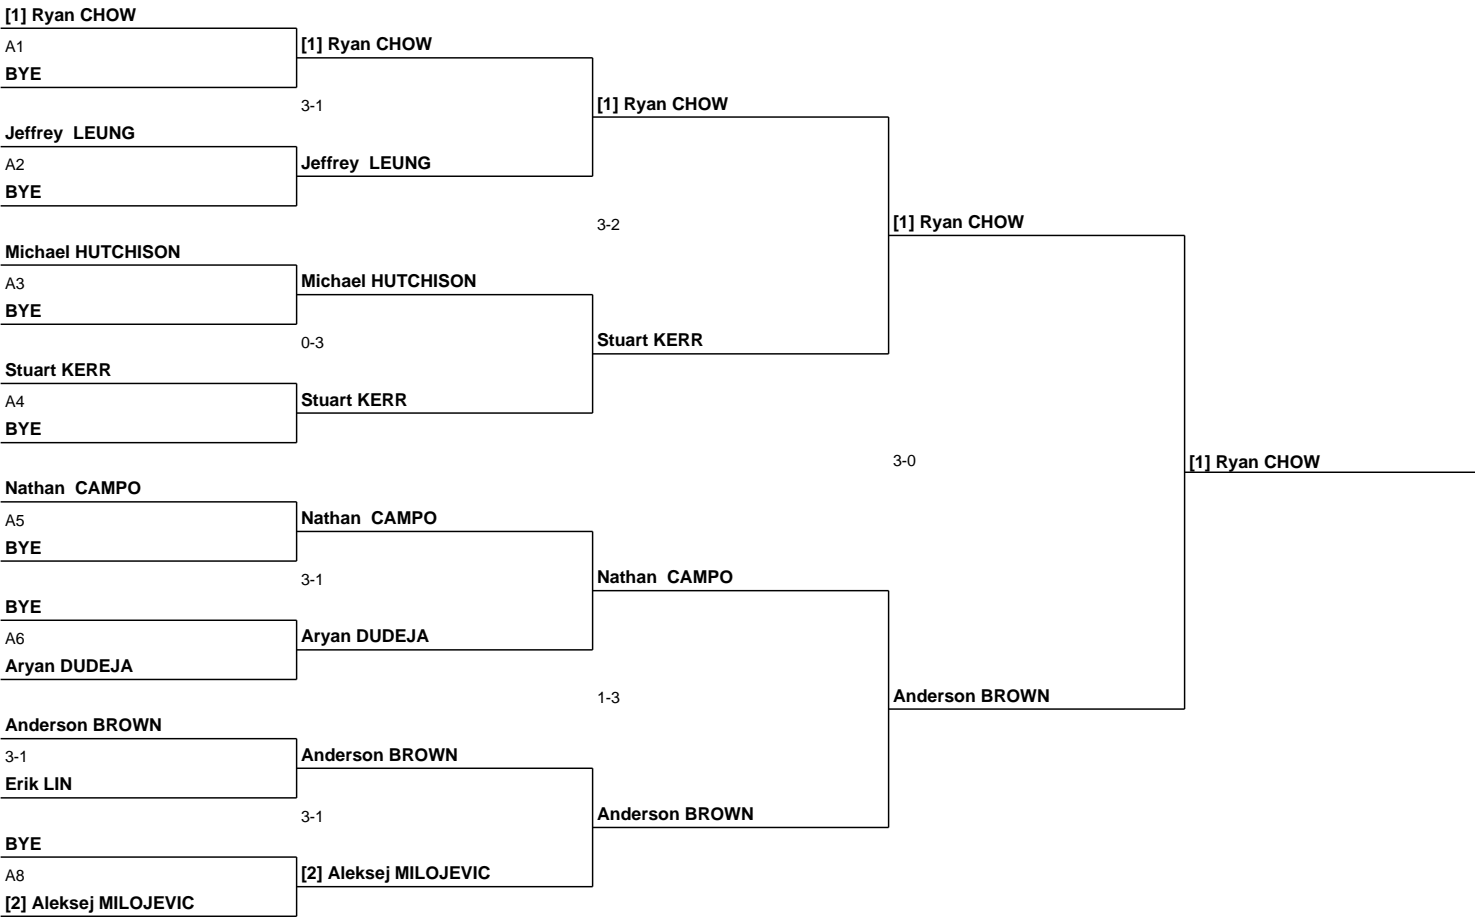 [1] Ryan CHOW
A1
BYE
Jeffrey LEUNG
A2
BYE
Michael HUTCHISON
A3
BYE
Stuart KERR
A4
BYE
Nathan CAMPO
A5
BYE
BYE
A6
Aryan DUDEJA
Anderson BROWN
3-1
Erik LIN
BYE
A8
[2] Aleksej MILOJEVIC
[1] Ryan CHOW
3-1
Jeffrey LEUNG
Michael HUTCHISON
0-3
Stuart KERR
Nathan CAMPO
3-1
Aryan DUDEJA
Anderson BROWN
3-1
[2] Aleksej MILOJEVIC
[1] Ryan CHOW
3-2
Stuart KERR
Nathan CAMPO
1-3
Anderson BROWN
[1] Ryan CHOW
3-0
Anderson BROWN
[1] Ryan CHOW